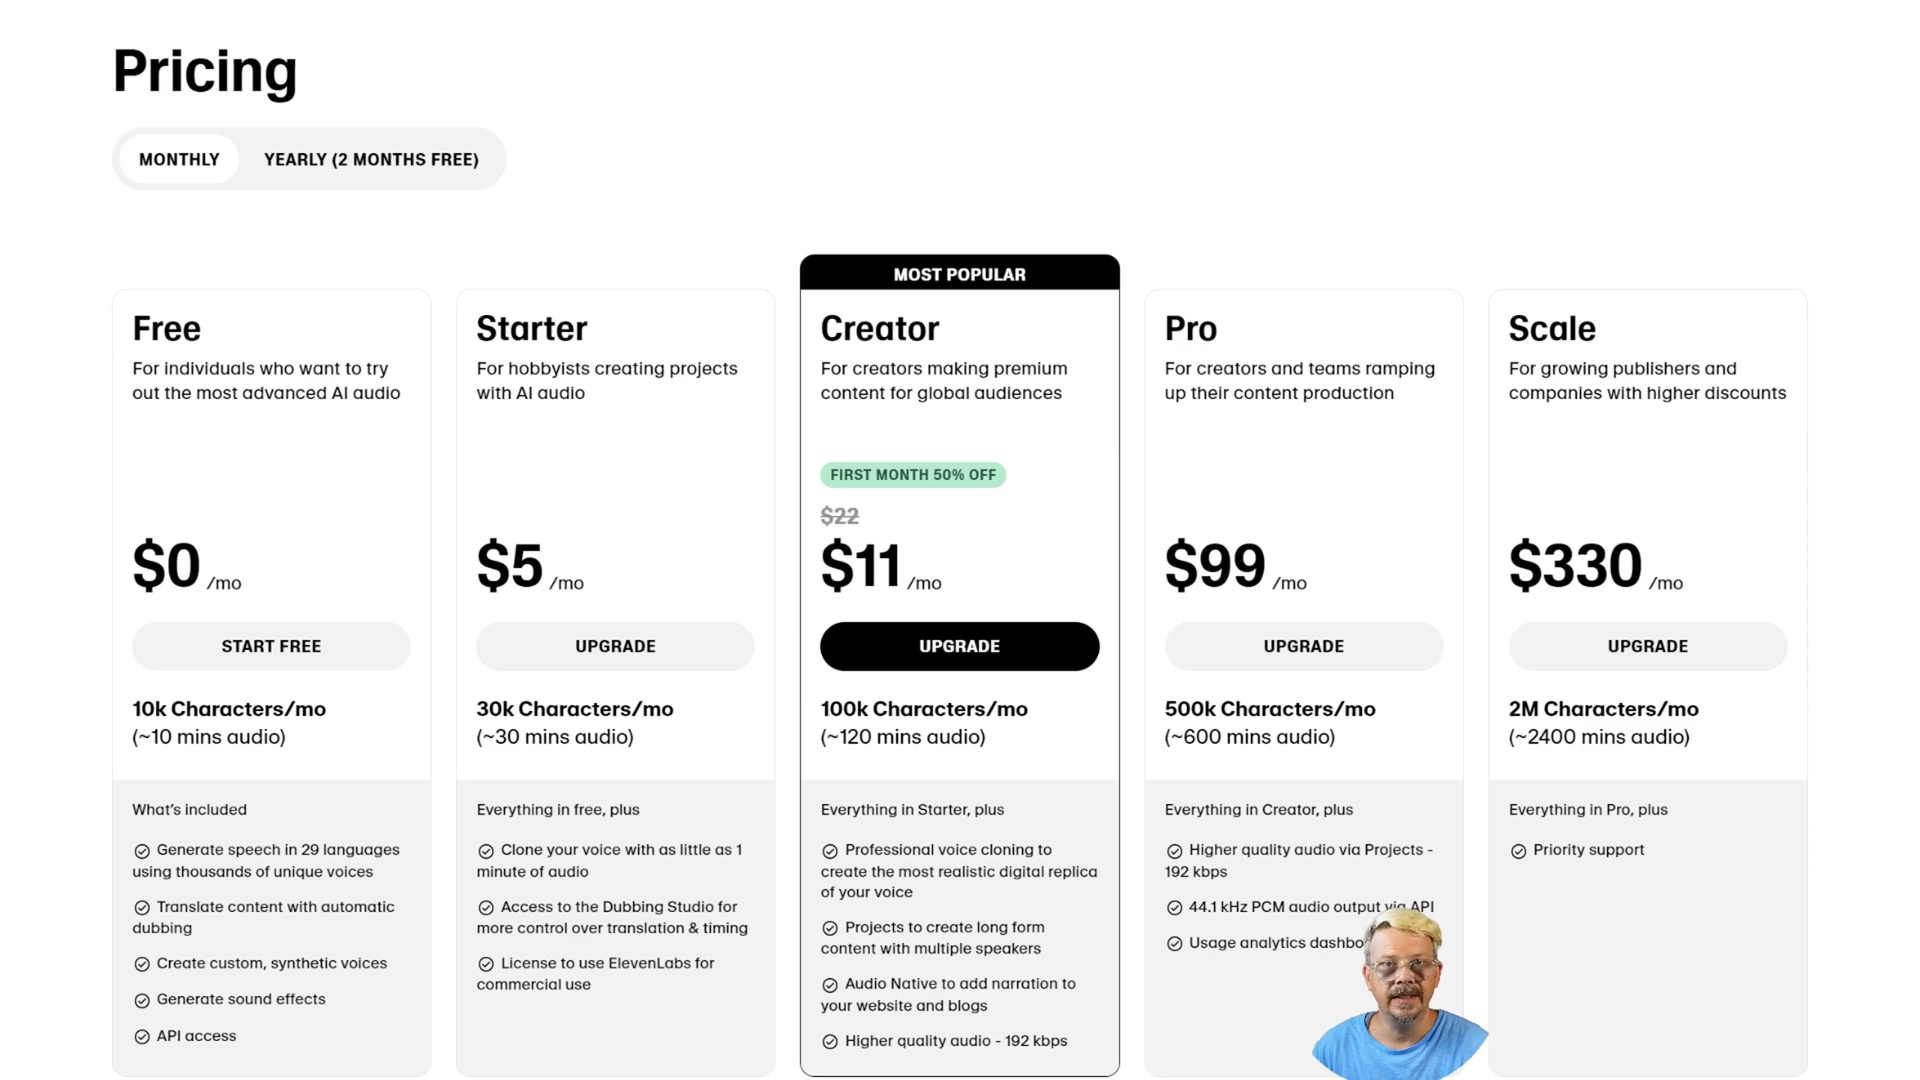 Pricing
MONTHLY
YEARLY (2 MONTHS FREE)
Free
For individuals who want to try
out the most advanced AI audio
$0 /mo
START FREE
10k Characters/mo
(~10 mins audio)
What's included
Generate speech in 29 languages
using thousands of unique voices
Translate content with automatic
dubbing
Create custom, synthetic voices
Generate sound effects
API access
Starter
For hobbyists creating projects
with AI audio
$5 /mo
UPGRADE
30k Characters/mo
(~30 mins audio)
Everything in free, plus
Clone your voice with as little as 1
minute of audio
Access to the Dubbing Studio for
more control over translation & timing
License to use ElevenLabs for
commercial use
MOST POPULAR
Creator
For creators making premium
content for global audiences
FIRST MONTH 50% OFF
$22
$11 /mo
UPGRADE
100k Characters/mo
(~120 mins audio)
Everything in Starter, plus
Professional voice cloning to
create the most realistic digital replica
of your voice
Projects to create long form
content with multiple speakers
Audio Native to add narration to
your website and blogs
Higher quality audio - 192 kbps
Pro
For creators and teams ramping
up their content production
$99 /mo
UPGRADE
500k Characters/mo
(~600 mins audio)
Everything in Creator, plus
Higher quality audio via Projects -
192 kbps
44.1 kHz PCM audio output via API
Usage analytics
Scale
For growing publishers and
companies with higher discounts
$330 /mo
UPGRADE
2M Characters/mo
(~2400 mins audio)
Everything in Pro, plus
Priority support